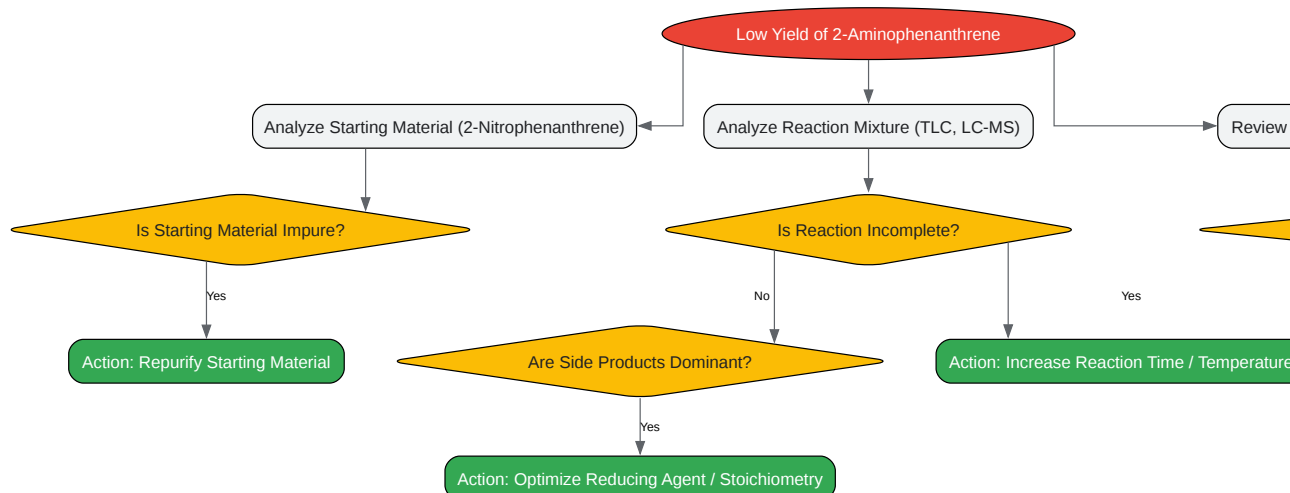 Low Yield of 2-Aminophenanthrene
Analyze Starting Material (2-Nitrophenanthrene)
Analyze Reaction Mixture (TLC, LC-MS)
Review
Is Starting Material Impure?
Is Reaction Incomplete?
Yes
No
Yes
Action: Repurify Starting Material
Are Side Products Dominant?
Action: Increase Reaction Time / Temperature
Yes
Action: Optimize Reducing Agent / Stoichiometry